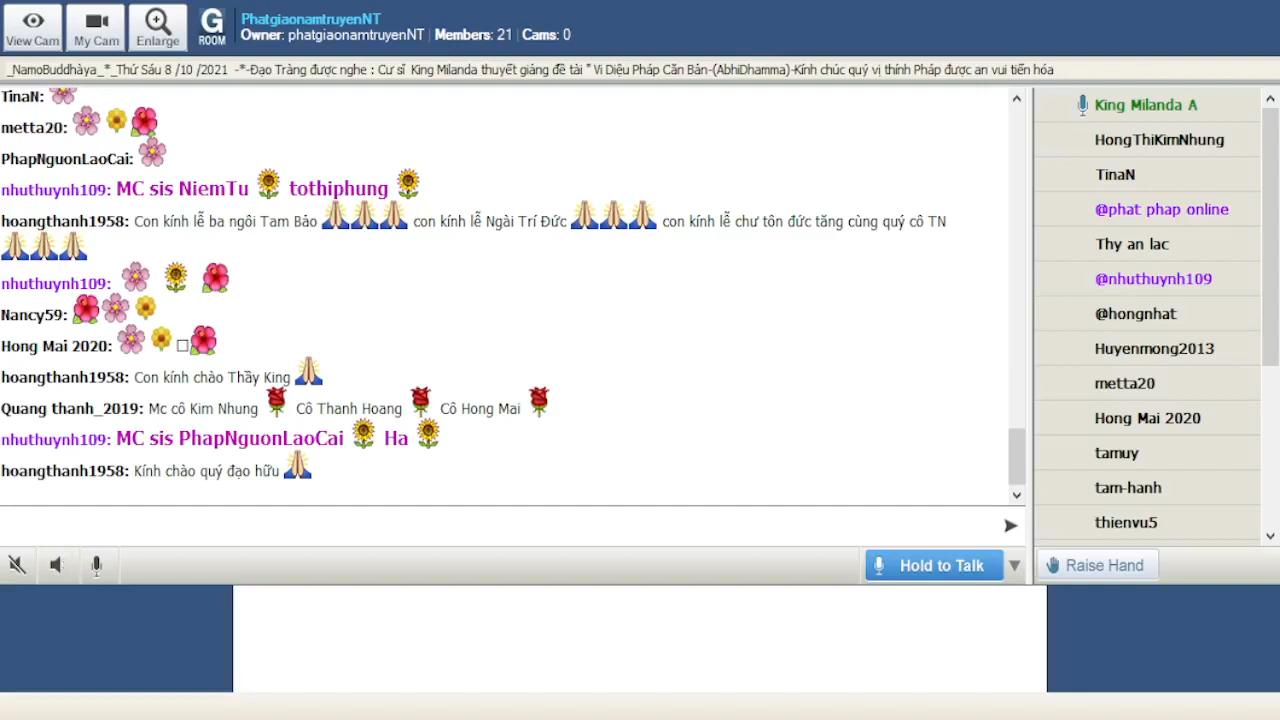 View Cam
My Cam
Enlarge
G
ROOM
PhatgiaonamtruyenNT
Owner: phatgiaonamtruyenNT | Members: 21 | Cams: 0
_NamoBuddhàya_*_Thứ Sáu 8 /10 /2021 -*-Đạo Tràng được nghe : Cư sĩ King Milanda thuyết giảng đề tài " Vi Diệu Pháp Căn Bản-(AbhiDhamma)-Kính chúc quý vị thính Pháp được an vui tiến hóa
TinaN:
metta20:
PhapNguonLaoCai:
nhuthuynh109: MC sis NiemTu tothiphung
hoangthanh1958: Con kính lễ ba ngôi Tam Bảo con kính lễ Ngài Trí Đức con kính lễ chư tôn đức tăng cùng quý cô TN
nhuthuynh109:
Nancy59:
Hong Mai 2020:
hoangthanh1958: Con kính chào Thầy King
Quang thanh_2019: Mc cô Kim Nhung Cô Thanh Hoang Cô Hong Mai
nhuthuynh109: MC sis PhapNguonLaoCai Ha
hoangthanh1958: Kính chào quý đạo hữu
Hold to Talk
King Milanda A
HongThiKimNhung
TinaN
@phat phap online
Thy an lac
@nhuthuynh109
@hongnhat
Huyenmong2013
metta20
Hong Mai 2020
tamuy
tam-hanh
thienvu5
Raise Hand